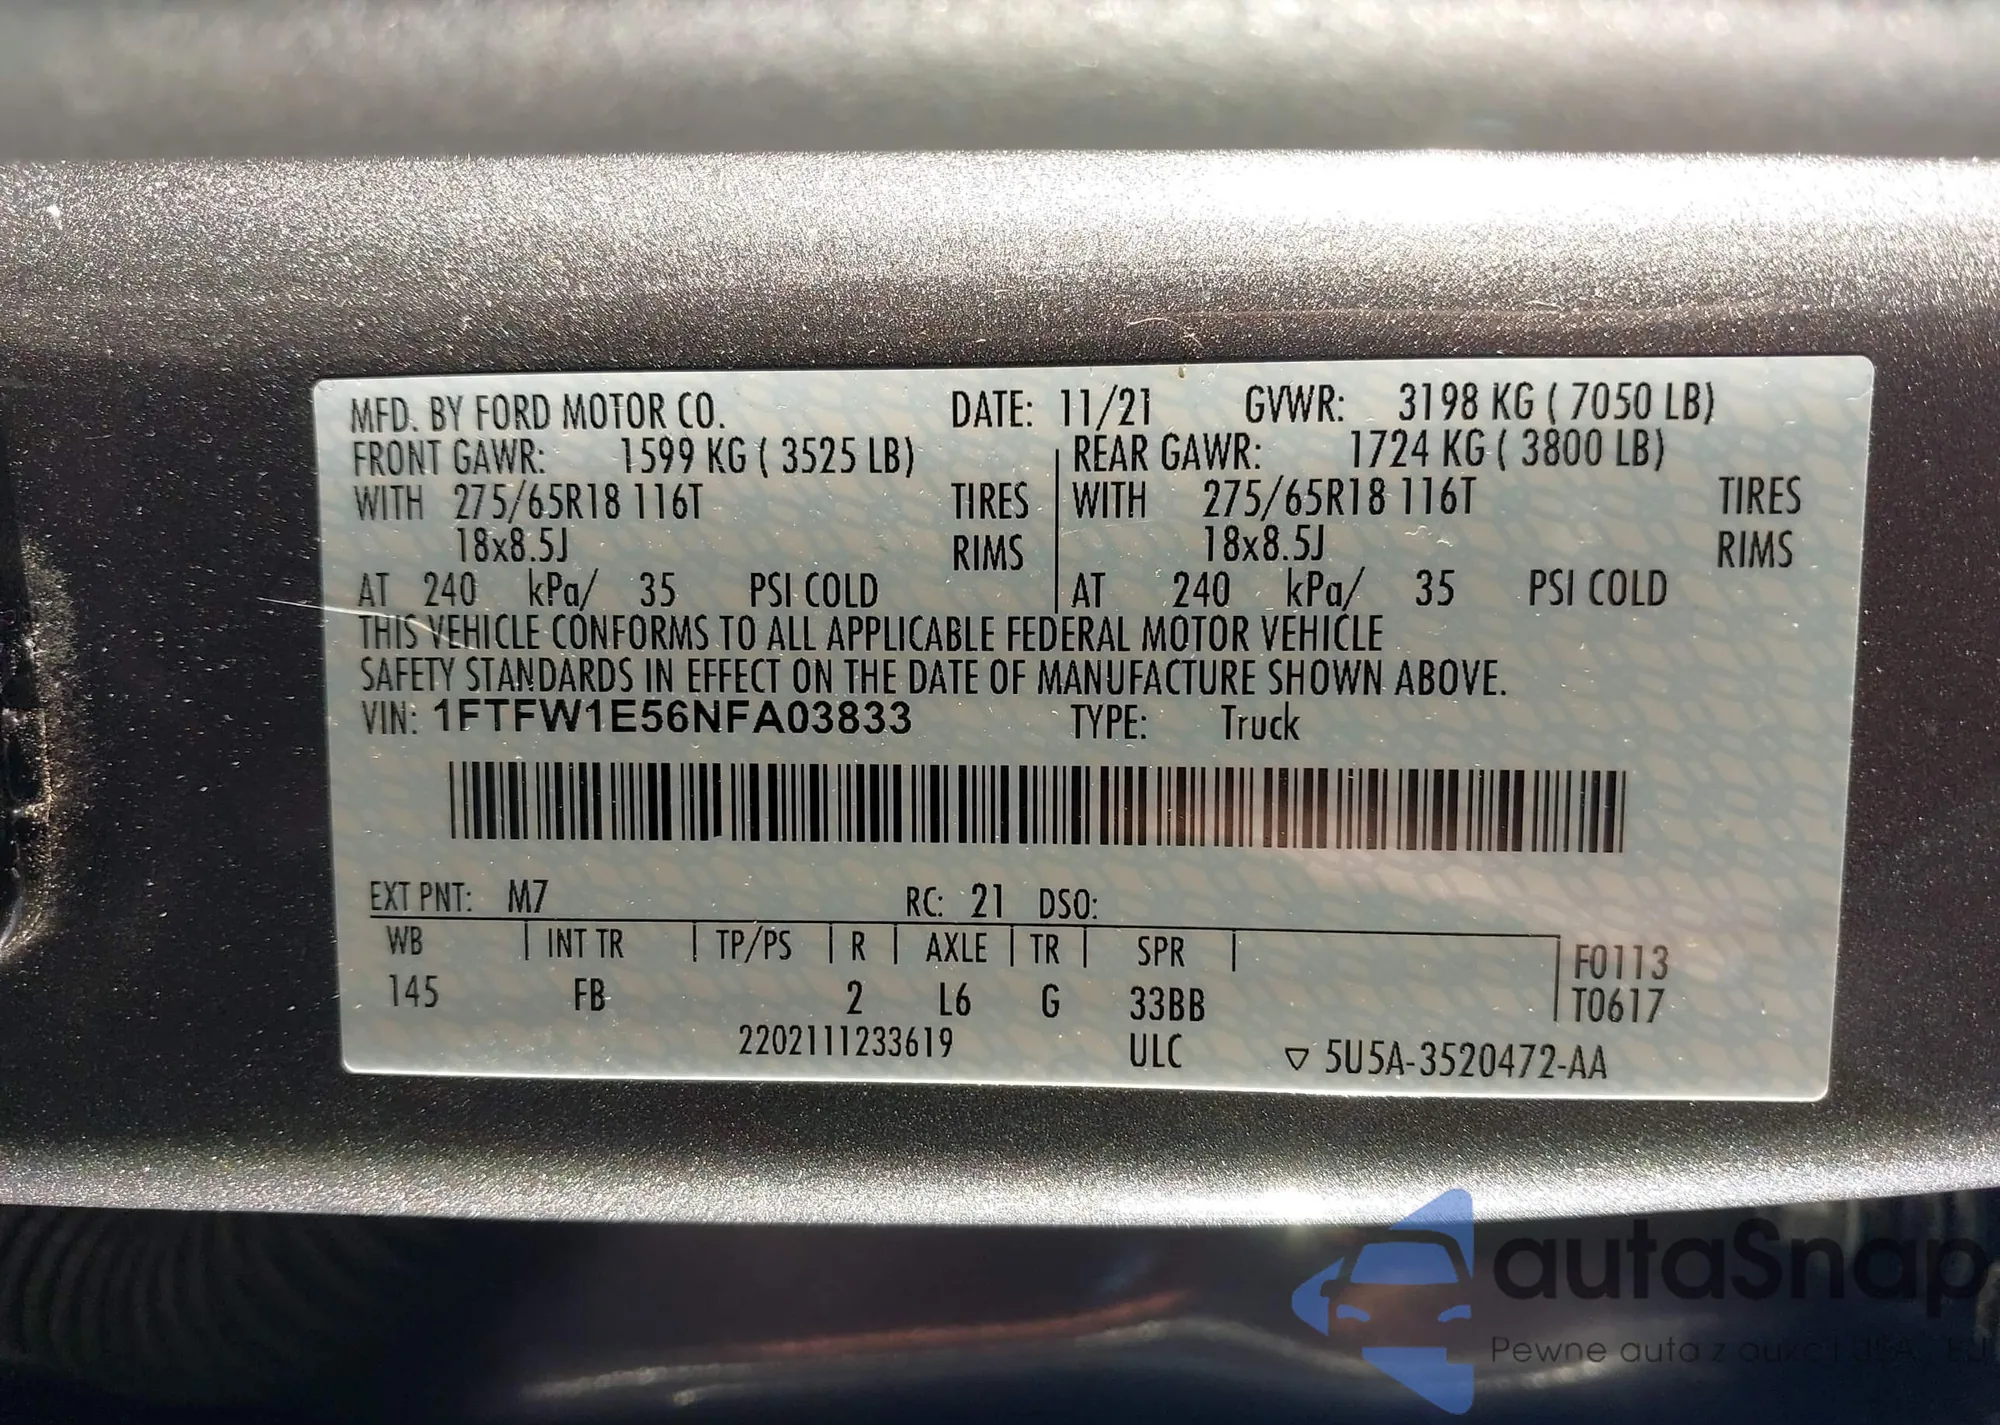 MFD. BY FORD MOTOR CO. DATE: 11/21 GVWR: 3198 KG ( 7050 LB)
FRONT GAWR: 1599 KG ( 3525 LB) REAR GAWR: 1724 KG ( 3800 LB)
WITH 275/65R18 116T TIRES WITH 275/65R18 116T TIRES
18x8.5J RIMS 18x8.5J RIMS
AT 240 kPa/ 35 PSI COLD AT 240 kPa/ 35 PSI COLD
THIS VEHICLE CONFORMS TO ALL APPLICABLE FEDERAL MOTOR VEHICLE
SAFETY STANDARDS IN EFFECT ON THE DATE OF MANUFACTURE SHOWN ABOVE.
VIN: 1FTFW1E56NFA03833 TYPE: Truck
EXT PNT: M7 RC: 21 DSO:
WB INT TR TP/PS R AXLE TR SPR F0113
145 FB 2 L6 G 33BB T0617
2202111233619 ULC ▽ 5U5A-3520472-AA
autaSnap
Pewne auta z aukcji